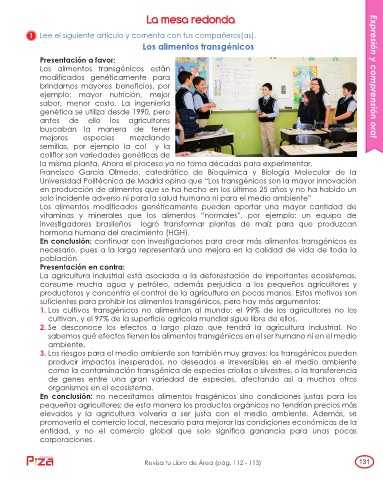 La mesa redonda
1 Lee el siguiente artículo y comenta con tus compañeros(as).
Los alimentos transgénicos
Presentación a favor:
Los alimentos transgénicos están
modificados genéticamente para
brindarnos mayores beneficios, por
ejemplo: mayor nutrición, mejor
sabor, menor costo. La ingeniería
genética se utiliza desde 1990, pero
antes de ello los agricultores
buscaban la manera de tener
mejores especies mezclando
semillas, por ejemplo la col y la
coliflor son variedades genéticas de
la misma planta. Ahora el proceso ya no toma décadas para experimentar.
Francisco García Olmedo, catedrático de Bioquímica y Biología Molecular de la
Universidad Politécnica de Madrid opina que "Los transgénicos son la mayor innovación
en producción de alimentos que se ha hecho en los últimos 25 años y no ha habido un
solo incidente adverso ni para la salud humana ni para el medio ambiente"
Los alimentos modificados genéticamente pueden aportar una mayor cantidad de
vitaminas y minerales que los alimentos "normales", por ejemplo: un equipo de
investigadores brasileños logró transformar plantas de maíz para que produzcan
hormona humana del crecimiento (HGH).
En conclusión: continuar con investigaciones para crear más alimentos transgénicos es
necesario, pues a la larga representará una mejora en la calidad de vida de toda la
población.
Presentación en contra:
La agricultura industrial está asociada a la deforestación de importantes ecosistemas,
consume mucha agua y petróleo, además perjudica a los pequeños agricultores y
productores y concentra el control de la agricultura en pocas manos. Estos motivos son
suficientes para prohibir los alimentos transgénicos, pero hay más argumentos:
1. Los cultivos transgénicos no alimentan al mundo: el 99% de los agricultores no los
cultivan, y el 97% de la superficie agrícola mundial sigue libre de ellos.
2. Se desconoce los efectos a largo plazo que tendrá la agricultura industrial. No
sabemos qué efectos tienen los alimentos transgénicos en el ser humano ni en el medio
ambiente.
3. Los riesgos para el medio ambiente son también muy graves: los transgénicos pueden
producir impactos inesperados, no deseados e irreversibles en el medio ambiente
como la contaminación transgénica de especies criollas o silvestres, o la transferencia
de genes entre una gran variedad de especies, afectando así a muchos otros
organismos en el ecosistema.
En conclusión: no necesitamos alimentos trasgénicos sino condiciones justas para los
pequeños agricultores; de esta manera los productos orgánicos no tendrían precios más
elevados y la agricultura volvería a ser justa con el medio ambiente. Además, se
promovería el comercio local, necesario para mejorar las condiciones económicas de la
entidad, y no el comercio global que solo significa ganancia para unas pocas
corporaciones.
Expresión y comprensión oral
Pza
Revisa tu Libro de Área (pág. 112 - 113)
131